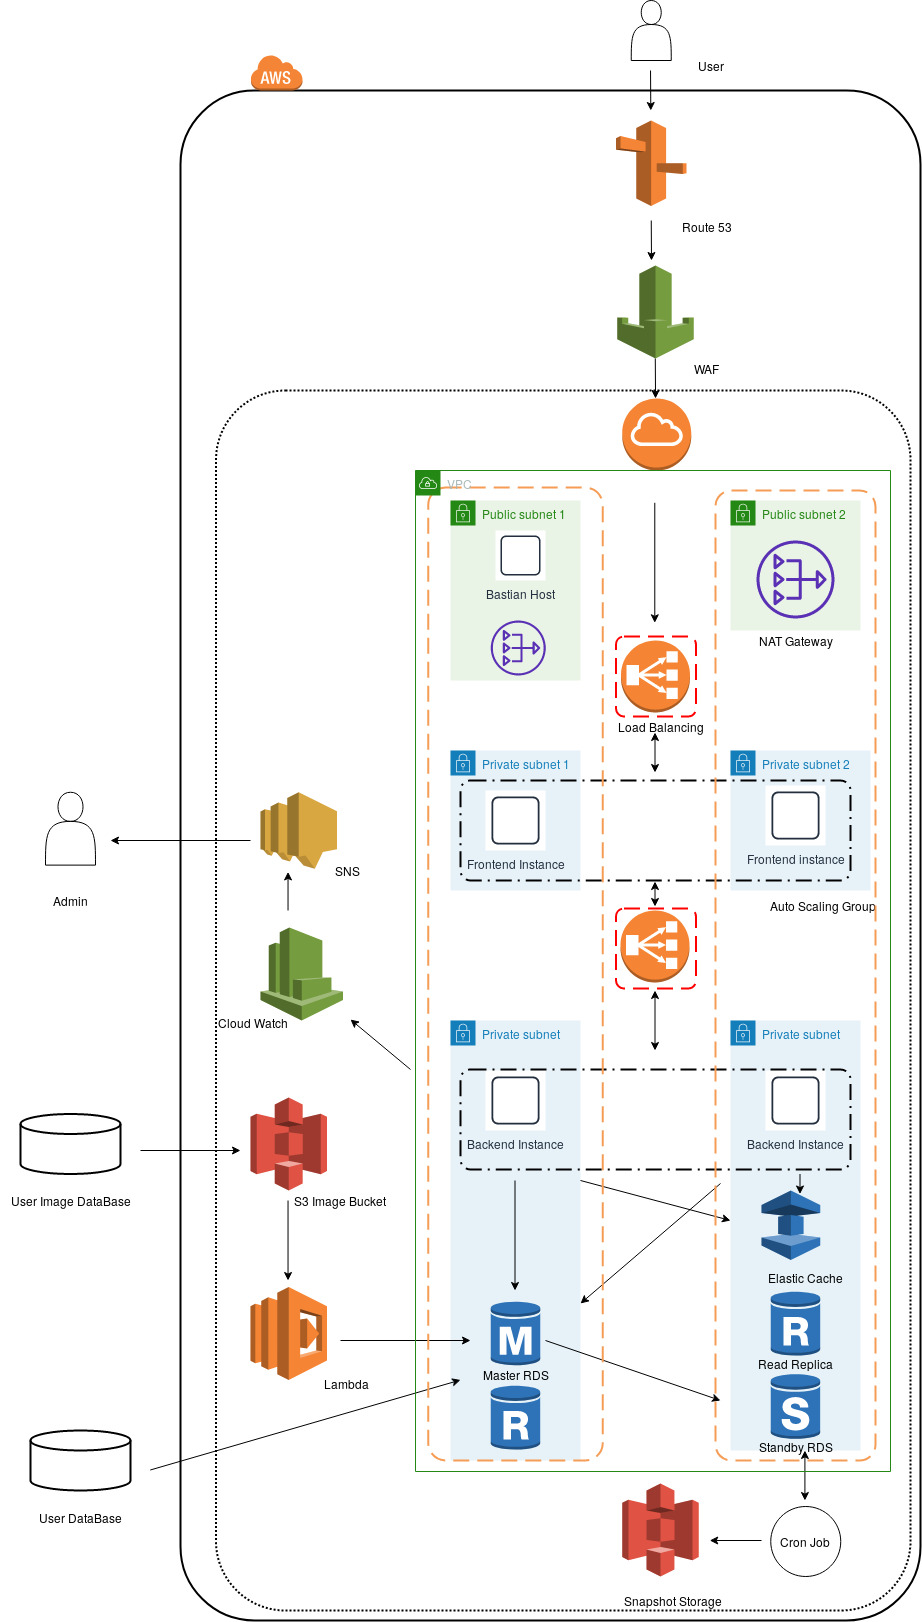 User
AWS
Route 53
WAF
VPC
Public subnet 1
Public subnet 2
Bastian Host
NAT Gateway
Load Balancing
Private subnet 1
Private subnet 2
Frontend Instance
Frontend instance
SNS
Admin
Auto Scaling Group
Cloud Watch
Private subnet
Private subnet
Backend Instance
Backend Instance
User Image DataBase
S3 Image Bucket
Elastic Cache
M
R
Read Replica
Master RDS
Lambda
R
S
Standby RDS
User DataBase
Cron Job
Snapshot Storage